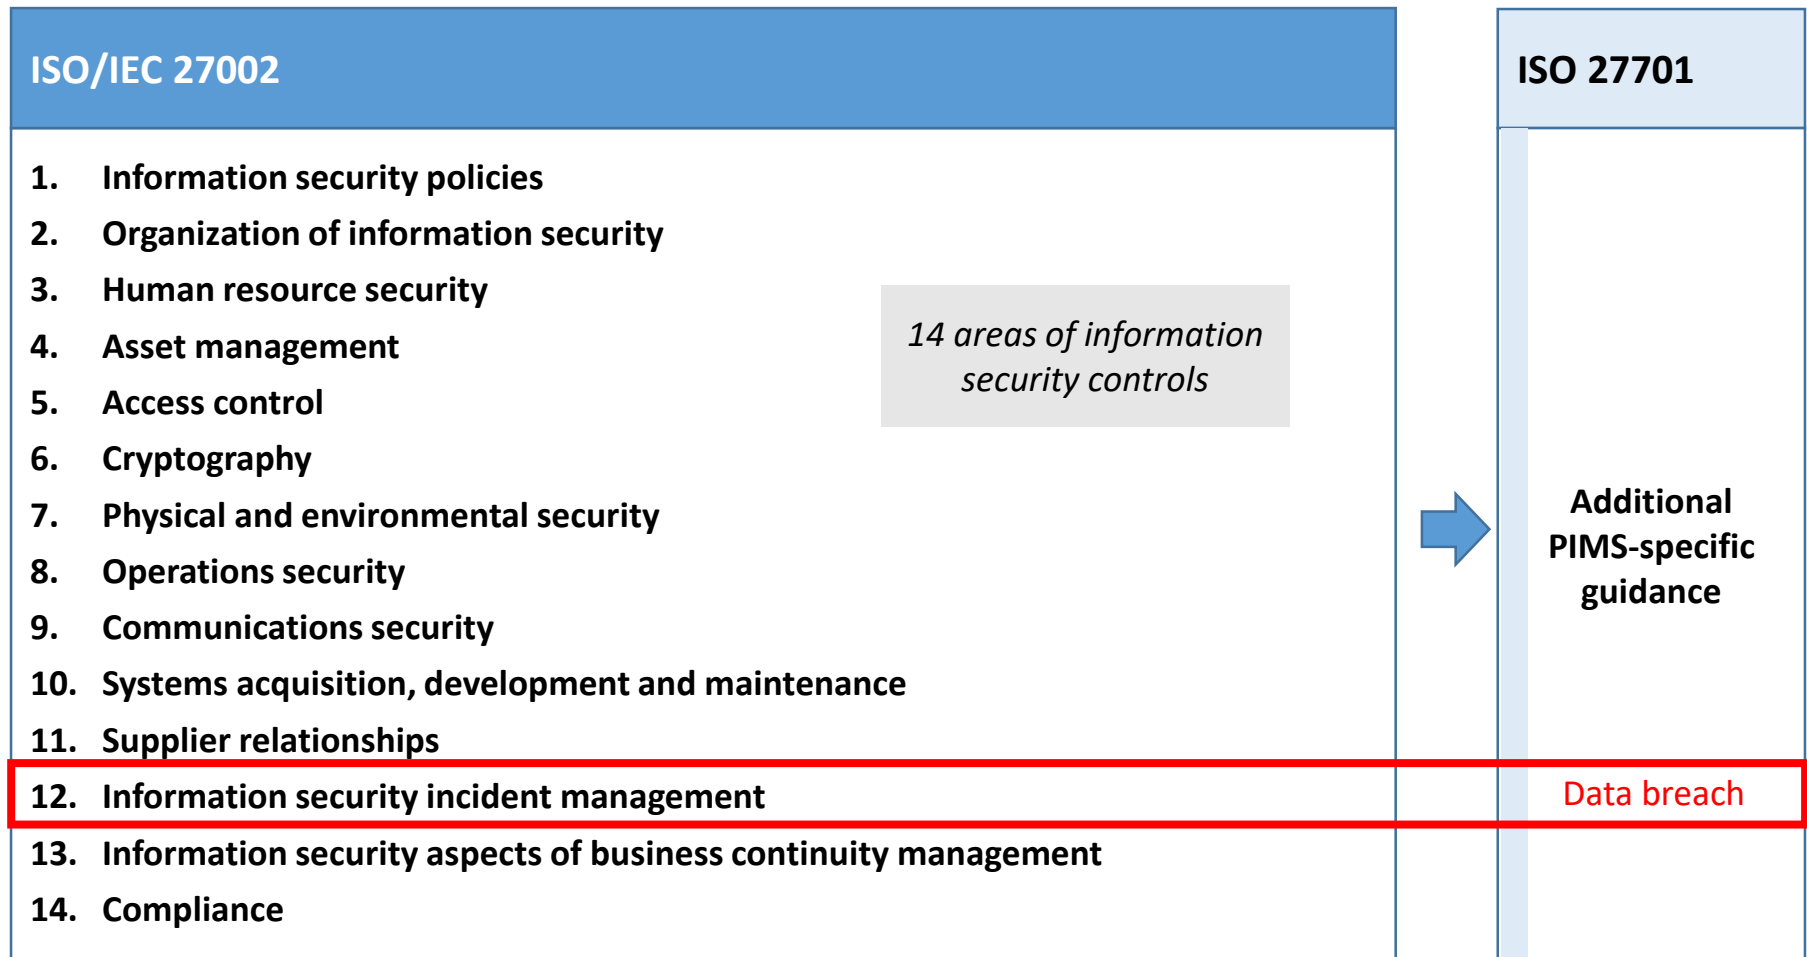 ISO/IEC 27002
ISO 27701
1. Information security policies
2. Organization of information security
3. Human resource security
4. Asset management
5. Access control
6. Cryptography
7. Physical and environmental security
8. Operations security
9. Communications security
10. Systems acquisition, development and maintenance
11. Supplier relationships
12. Information security incident management
13. Information security aspects of business continuity management
14. Compliance
14 areas of information
security controls
Additional
PIMS-specific
guidance
Data breach